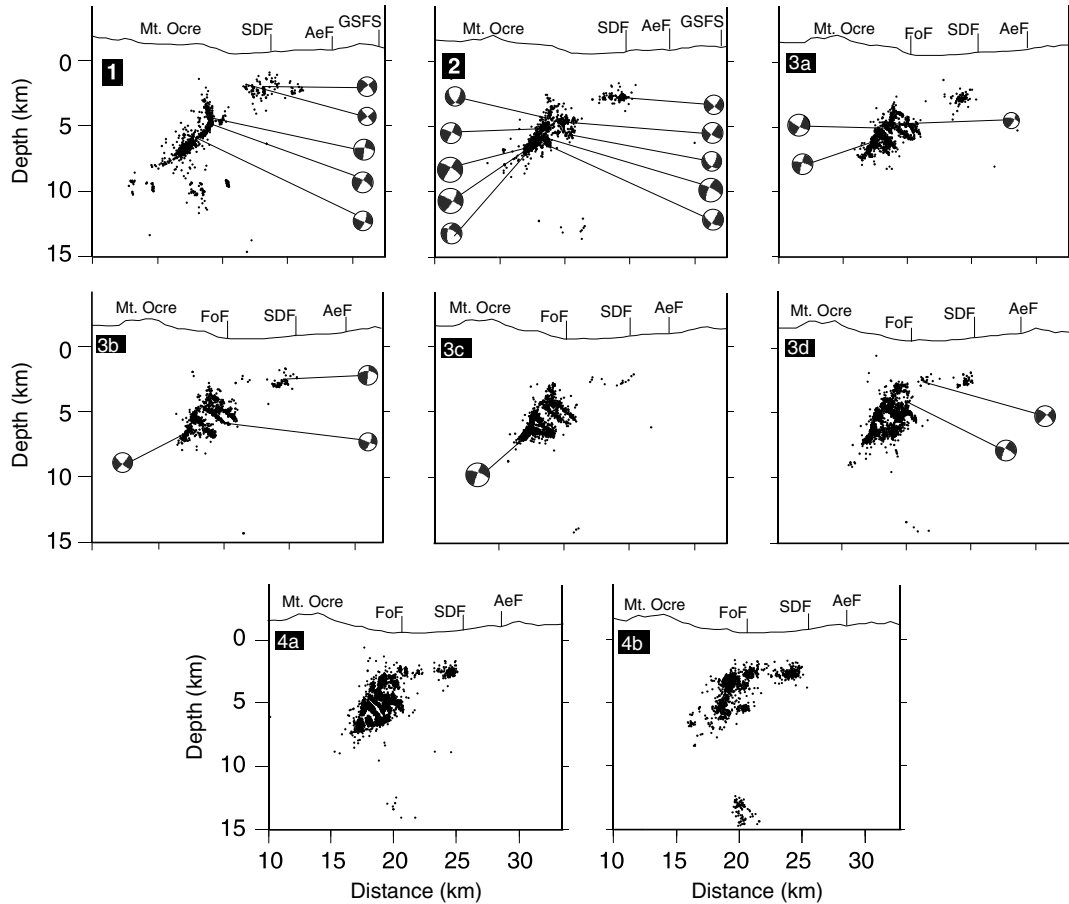 Mt. Ocre SDF AeF GSFS
1
0
5
10
15
Depth (km)
Mt. Ocre SDF AeF GSFS
2
Mt. Ocre FoF SDF AeF
3a
Mt. Ocre FoF SDF AeF
3b
0
5
10
15
Depth (km)
Mt. Ocre FoF SDF AeF
3c
Mt. Ocre FoF SDF AeF
3d
Mt. Ocre FoF SDF AeF
4a
0
5
10
15
Depth (km)
10 20 30
Distance (km)
Mt. Ocre FoF SDF AeF
4b
10 20 30
Distance (km)